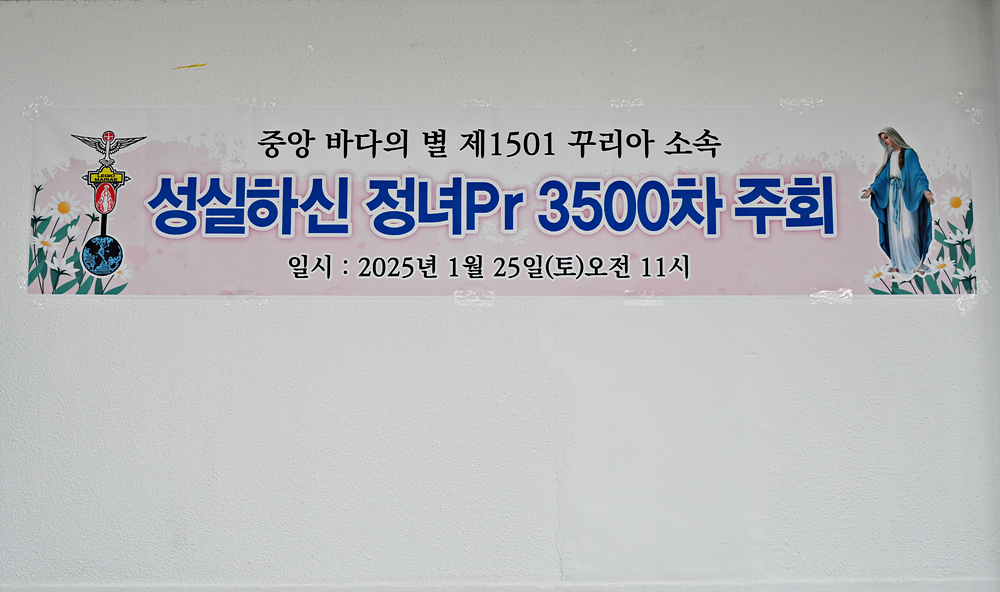 중앙 바다의 별 제1501 꾸리아 소속
성실하신 정녀Pr 3500차 주회
일시 : 2025년 1월 25일(토)오전 11시
LEGIO
MARIAE